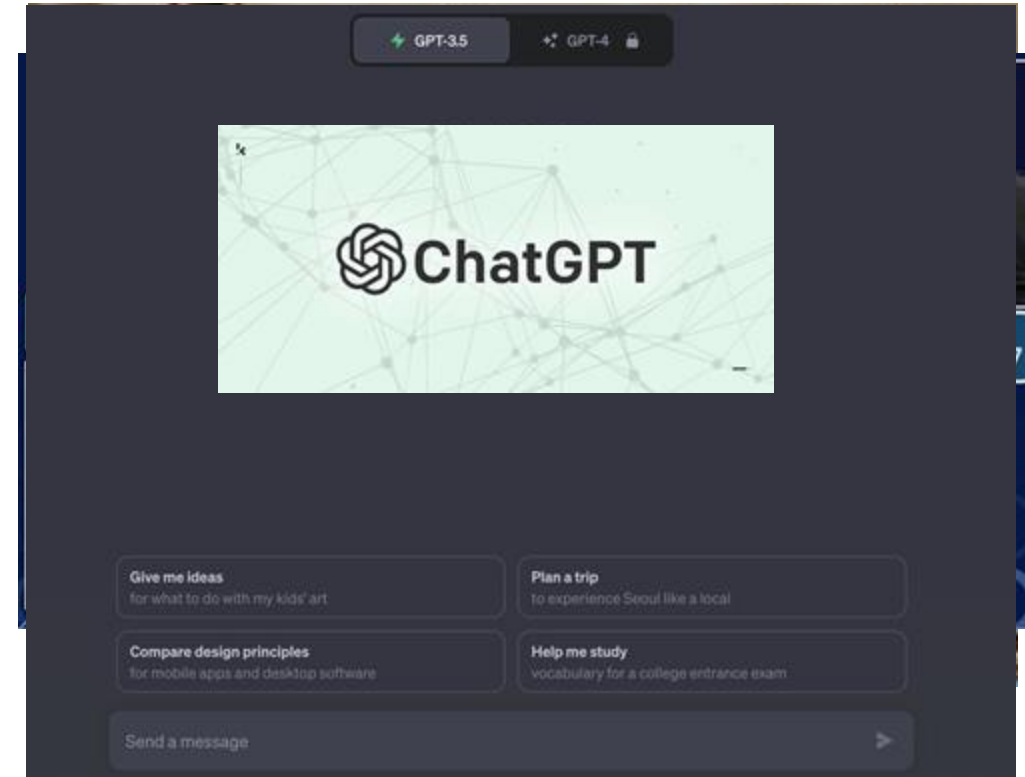 GPT-3.5
GPT-4
ChatGPT
Give me ideas
for what to do with my kids' art
Plan a trip
to experience Seoul like a local
Compare design principles
for mobile apps and desktop software
Help me study
vocabulary for a college entrance exam
Send a message